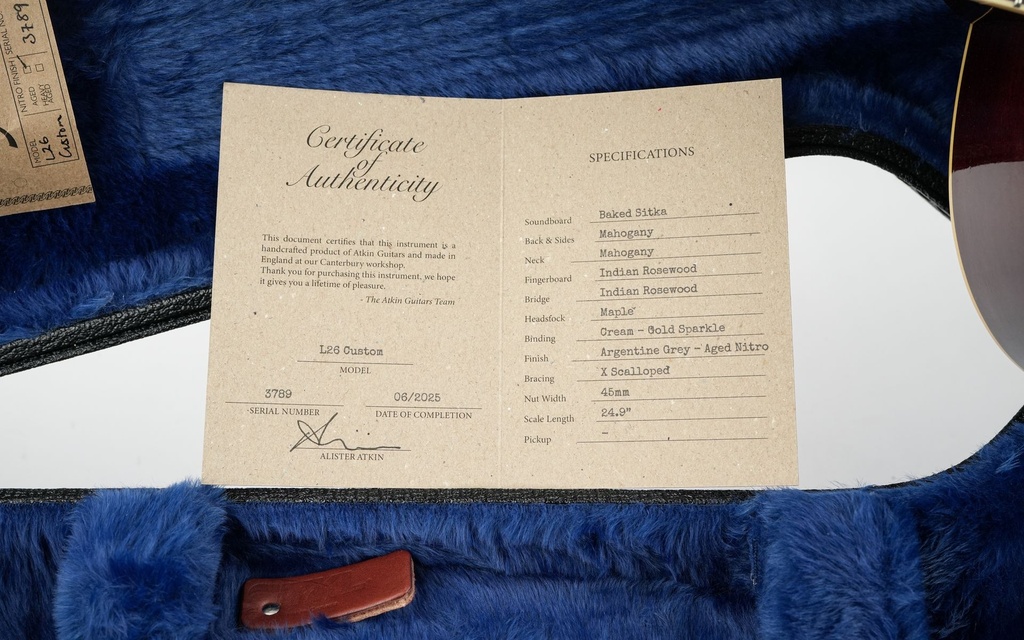 MODEL
L26
Custom
NITRO FINISH
AGED
HEAVY AGED
SERIAL NO
3789
Certificate
of
Authenticity
This document certifies that this instrument is a
handcrafted product of Atkin Guitars and made in
England at our Canterbury workshop.
Thank you for purchasing this instrument, we hope
it gives you a lifetime of pleasure.
- The Atkin Guitars Team
L26 Custom
MODEL
3789
SERIAL NUMBER
06/2025
DATE OF COMPLETION
ALISTER ATKIN
SPECIFICATIONS
Soundboard Baked Sitka
Back & Sides Mahogany
Neck Mahogany
Fingerboard Indian Rosewood
Bridge Indian Rosewood
Headstock Maple
Binding Cream - Gold Sparkle
Finish Argentine Grey - Aged Nitro
Bracing X Scalloped
Nut Width 45mm
Scale Length 24.9"
Pickup -